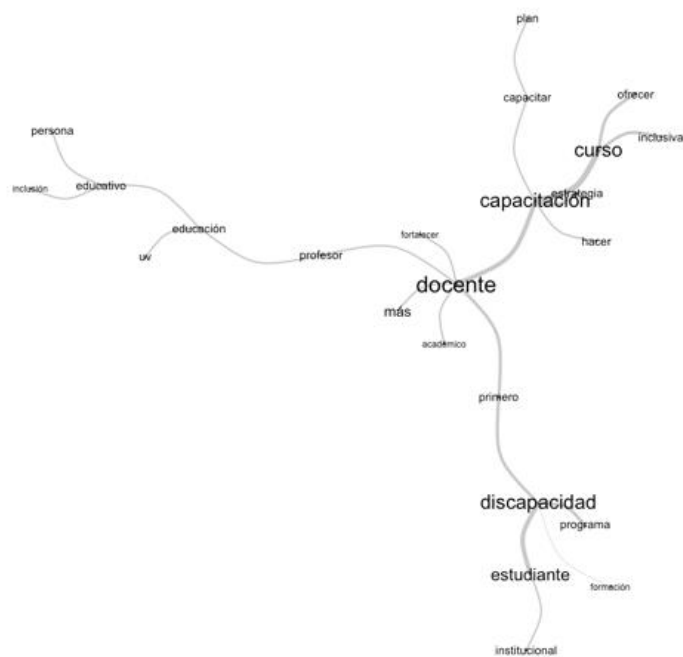 plan
capacitar
ofrecer
inclusiva
curso
persona
inclusión
educativo
estrategia
capacitación
educación
fortalecer
hacer
uv
profesor
docente
más
académico
primero
discapacidad
programa
estudiante
formación
institucional